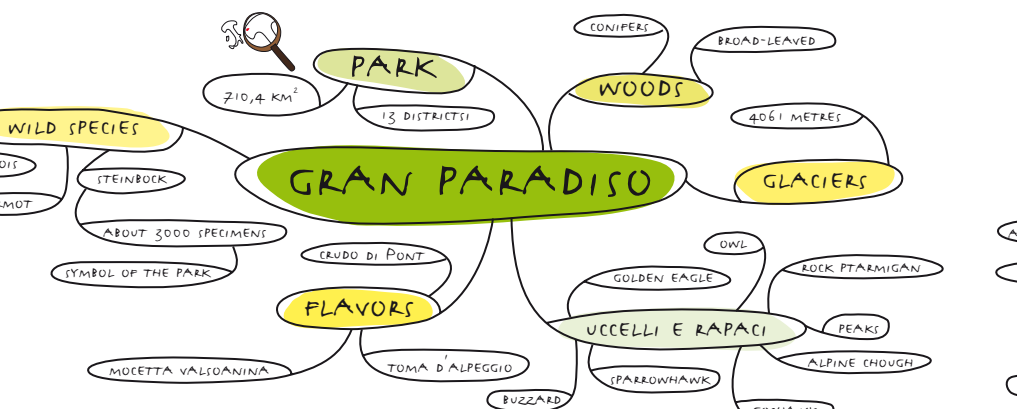 CONIFERS
BROAD-LEAVED
PARK
WOODS
710,4 KM²
13 DISTRICTSI
4061 METRES
WILD SPECIES
GRAN PARADISO
GLACIERS
STEINBOCK
ABOUT 3000 SPECIMENS
SYMBOL OF THE PARK
CRUDO DI PONT
OWL
ROCK PTARMIGAN
GOLDEN EAGLE
FLAVORS
UCCELLI E RAPACI
PEAKS
ALPINE CHOUGH
MOCETTA VALSOANINA
TOMA D'ALPEGGIO
SPARROWHAWK
BUZZARD